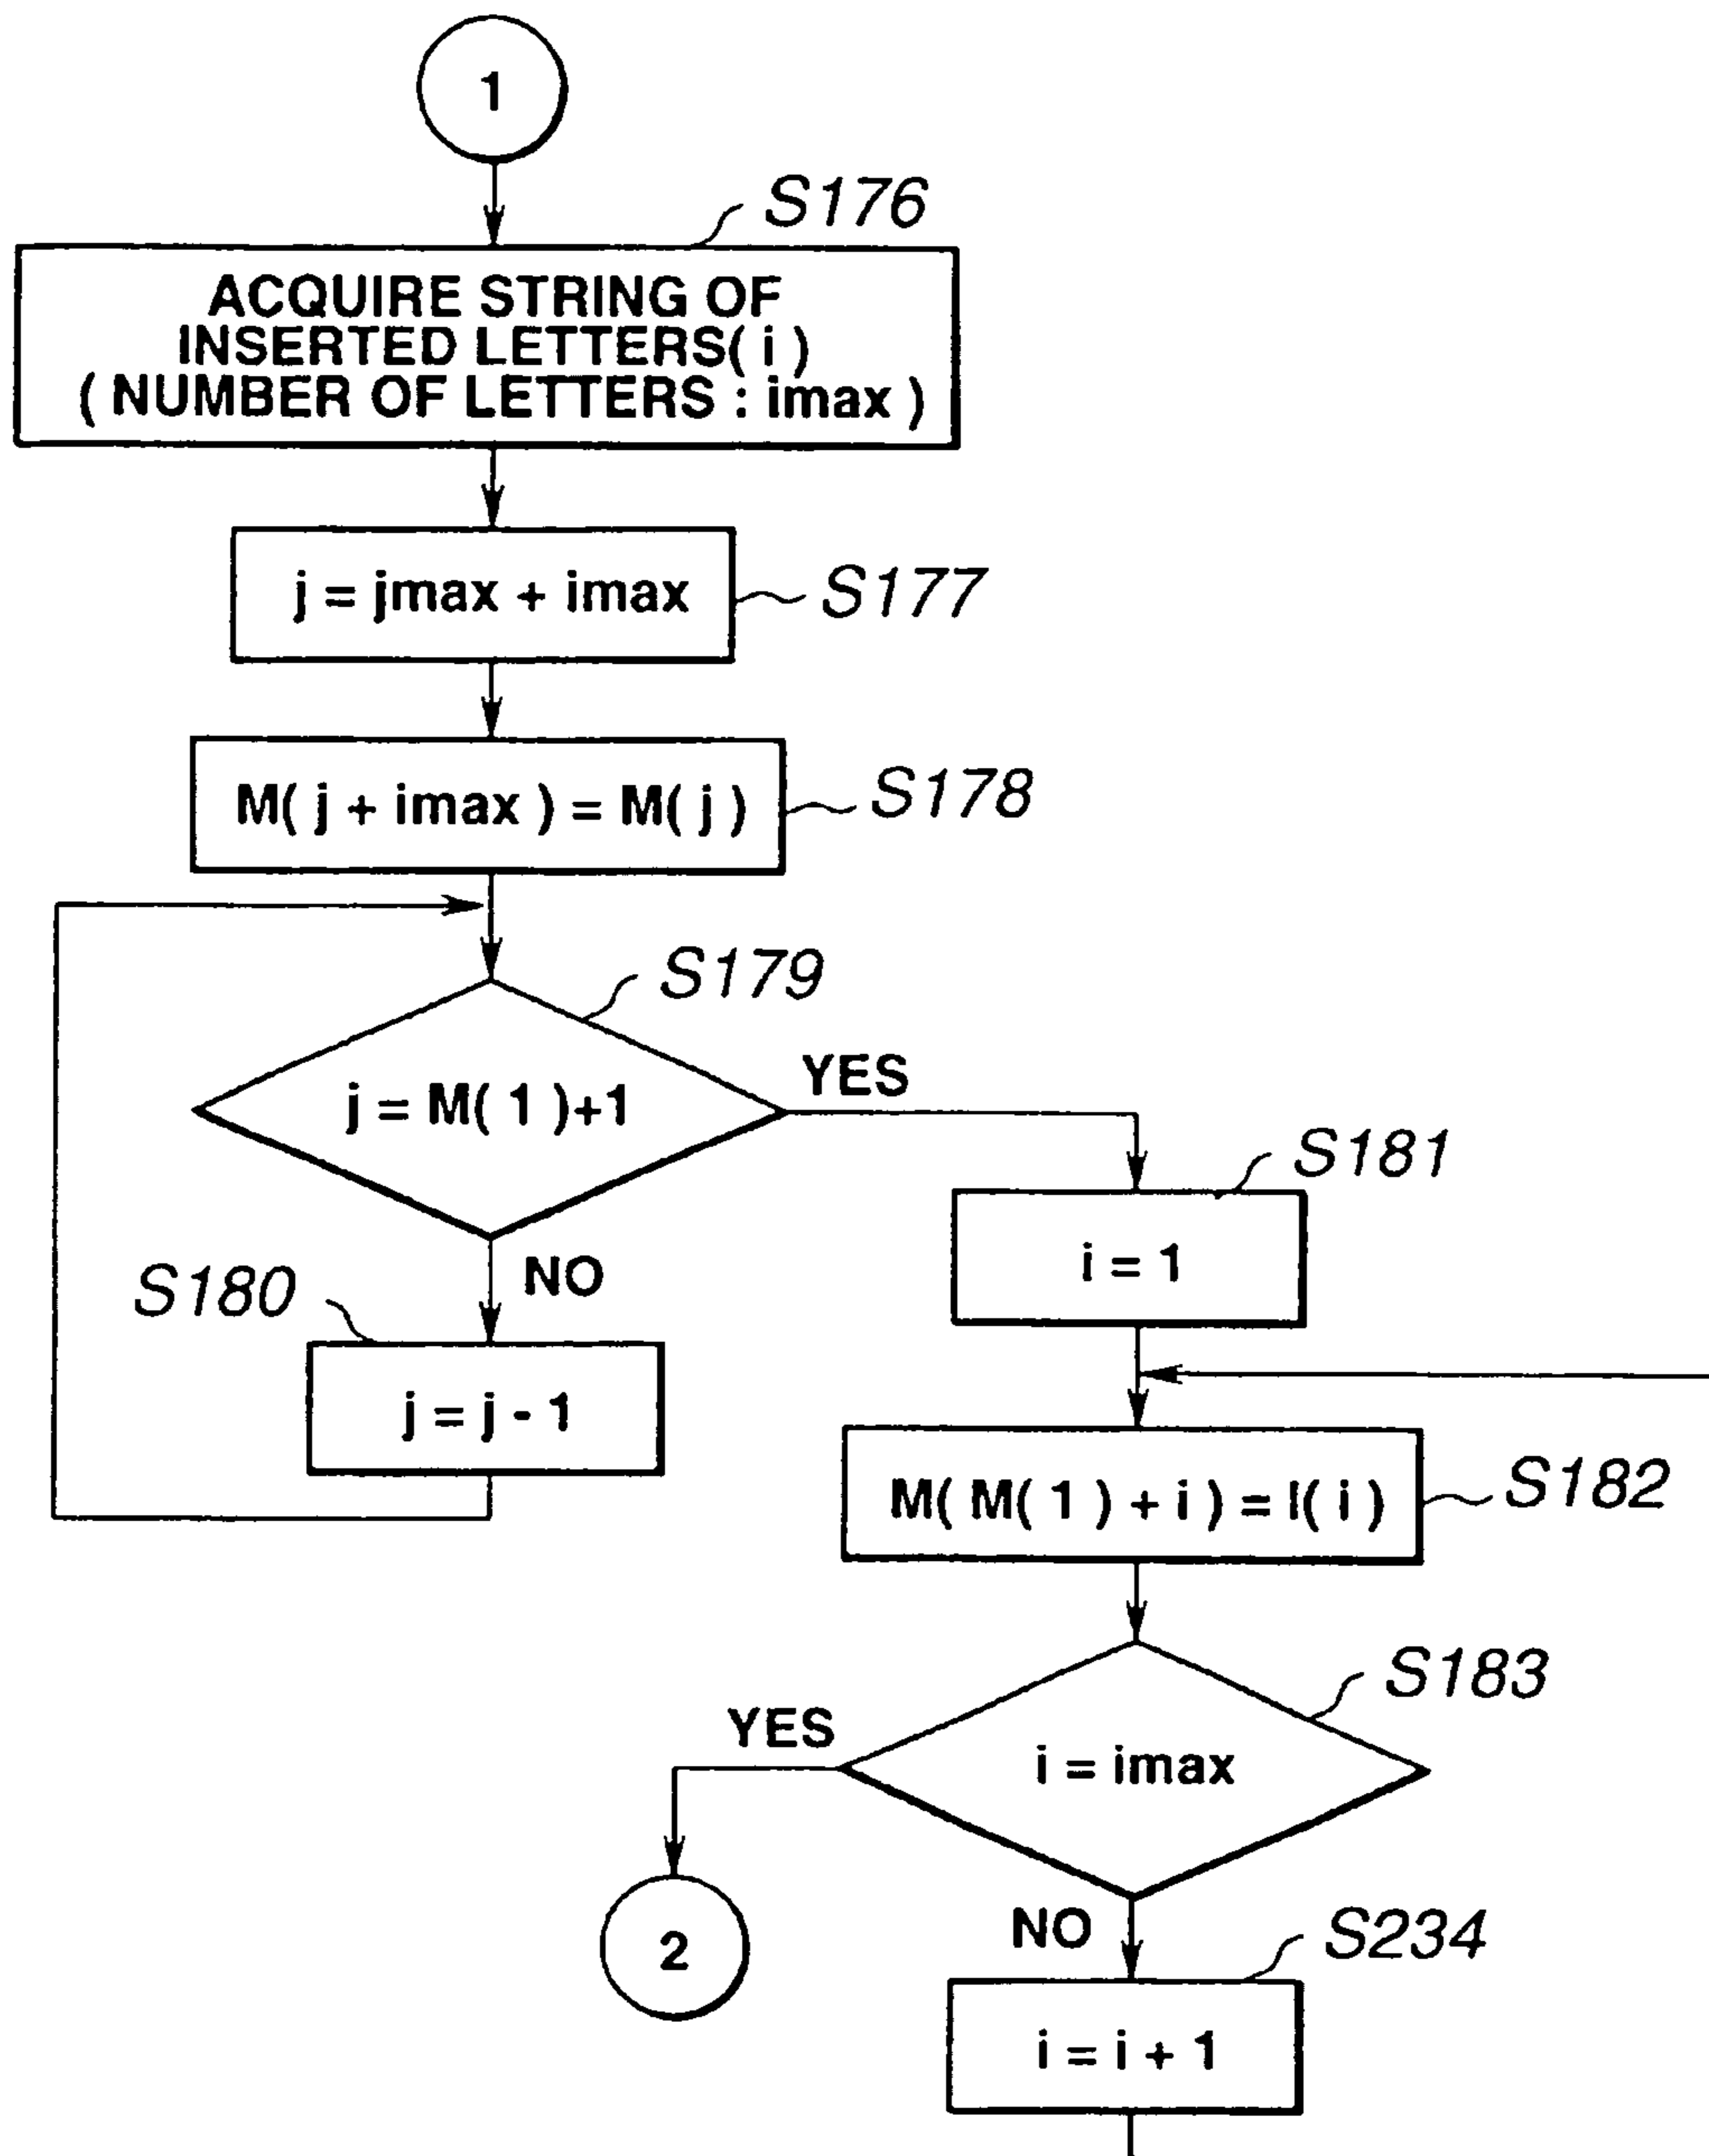 1
S176
ACQUIRE STRING OF
INSERTED LETTERS( i )
( NUMBER OF LETTERS : imax )
j = jmax + imax
S177
M( j + imax ) = M( j )
S178
S179
j = M( 1 )+1
YES
NO
S180
j = j - 1
S181
i = 1
M( M( 1 ) + i ) = I( i )
S182
S183
i = imax
YES
2
NO
S234
i = i + 1